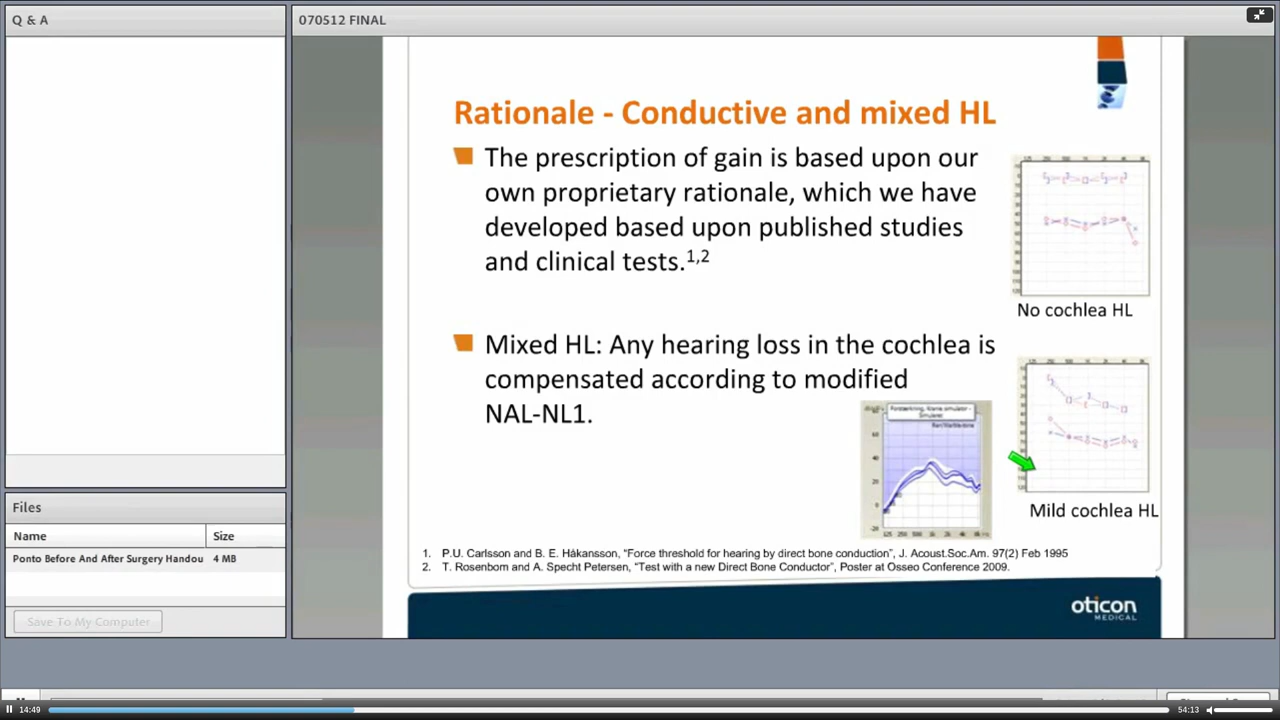 Q & A
070512 FINAL
Rationale - Conductive and mixed HL
The prescription of gain is based upon our
own proprietary rationale, which we have
developed based upon published studies
and clinical tests.1,2
No cochlea HL
Mixed HL: Any hearing loss in the cochlea is
compensated according to modified
NAL-NL1.
Mild cochlea HL
1. P.U. Carlsson and B. E. Håkansson, “Force threshold for hearing by direct bone conduction”, J. Acoust.Soc.Am. 97(2) Feb 1995
2. T. Rosenbom and A. Specht Petersen, “Test with a new Direct Bone Conductor”, Poster at Osseo Conference 2009.
oticon
MEDICAL
Files
Name Size
Ponto Before And After Surgery Handou 4 MB
Save To My Computer
14:49 54:13